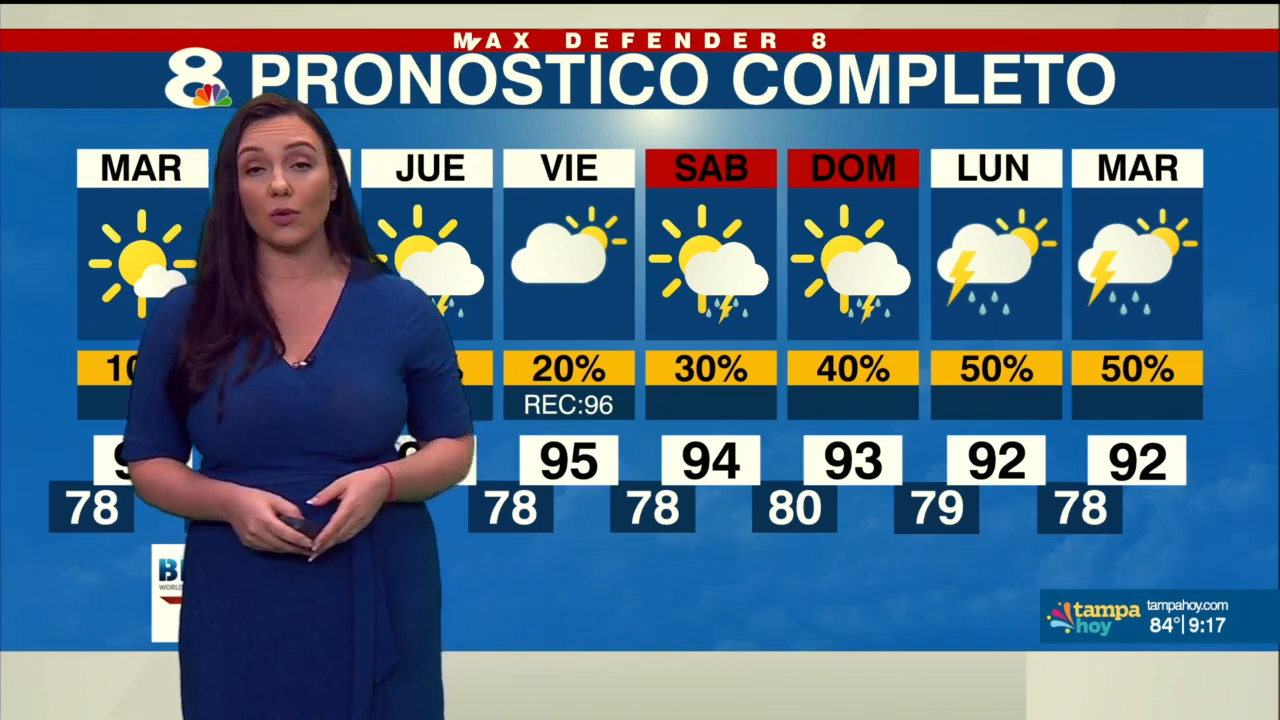 MAX DEFENDER 8
8 PRONÓSTICO COMPLETO
MAR JUE VIE SAB DOM LUN MAR
20% 30% 40% 50% 50%
REC:96
95 94 93 92 92
78 78 78 80 79 78
tampa hoy
tampahoy.com
84° 9:17